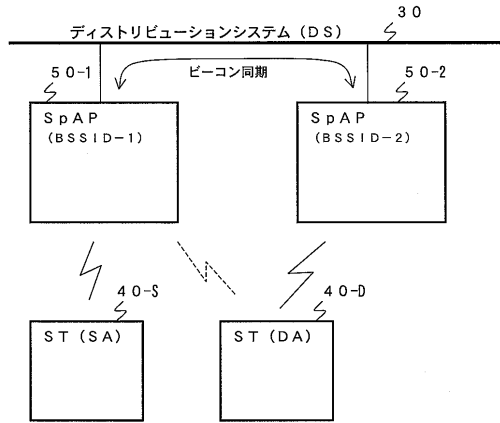 ディストリビューションシステム（DS）
30
50-1
ビーコン同期
50-2
SpAP
(BSSID-1)
SpAP
(BSSID-2)
40-S
40-D
ST (SA)
ST (DA)